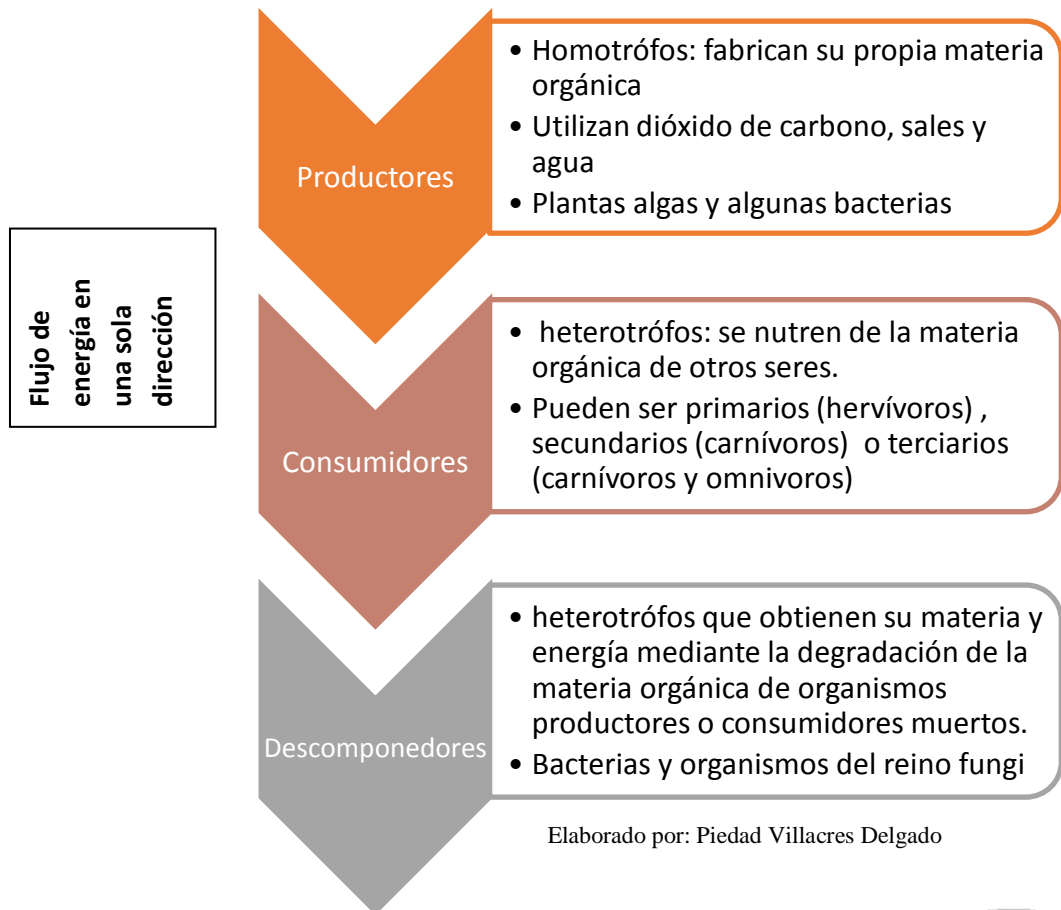 Flujo de
energía en
una sola
dirección
Productores
• Homotrófos: fabrican su propia materia
orgánica
• Utilizan dióxido de carbono, sales y
agua
• Plantas algas y algunas bacterias
Consumidores
• heterotrófos: se nutren de la materia
orgánica de otros seres.
• Pueden ser primarios (hervívoros) ,
secundarios (carnívoros) o terciarios
(carnívoros y omnivoros)
Descomponedores
• heterotrófos que obtienen su materia y
energía mediante la degradación de la
materia orgánica de organismos
productores o consumidores muertos.
• Bacterias y organismos del reino fungi
Elaborado por: Piedad Villacres Delgado